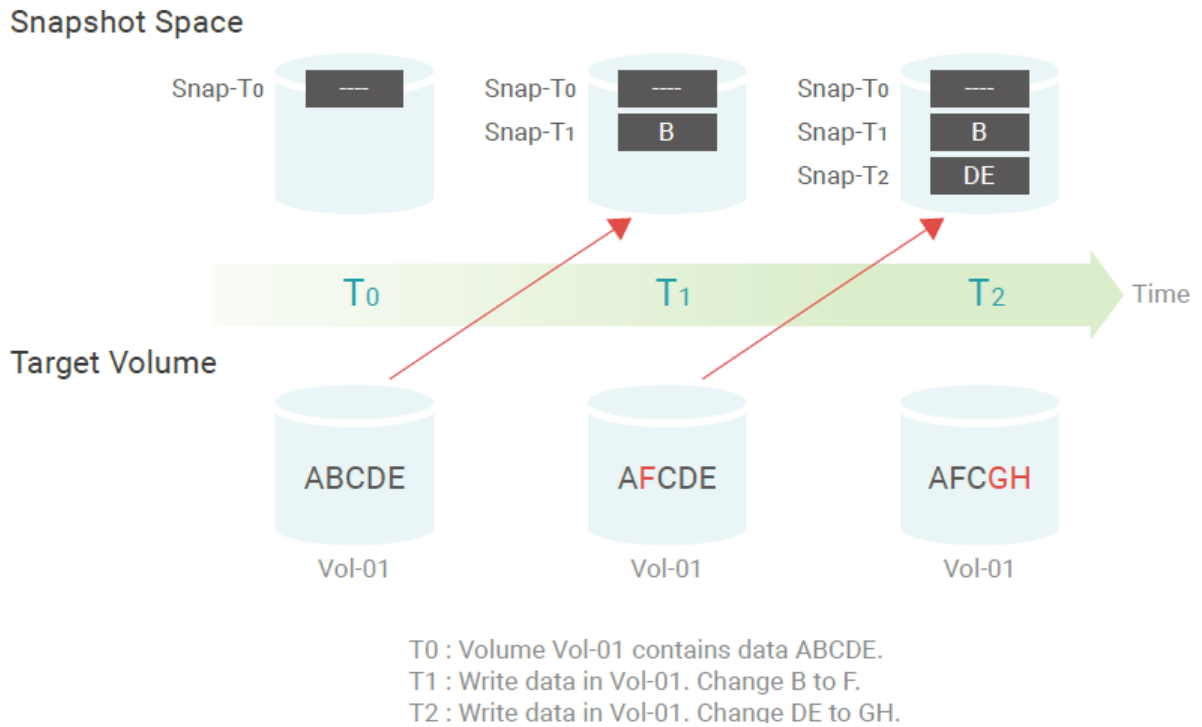 Snapshot Space
Snap-T0 ----
Snap-T0 ----
Snap-T1 B
Snap-T0 ----
Snap-T1 B
Snap-T2 DE
T0 T1 T2 Time
Target Volume
ABCDE AFCDE AFCGH
Vol-01 Vol-01 Vol-01
T0 : Volume Vol-01 contains data ABCDE.
T1 : Write data in Vol-01. Change B to F.
T2 : Write data in Vol-01. Change DE to GH.